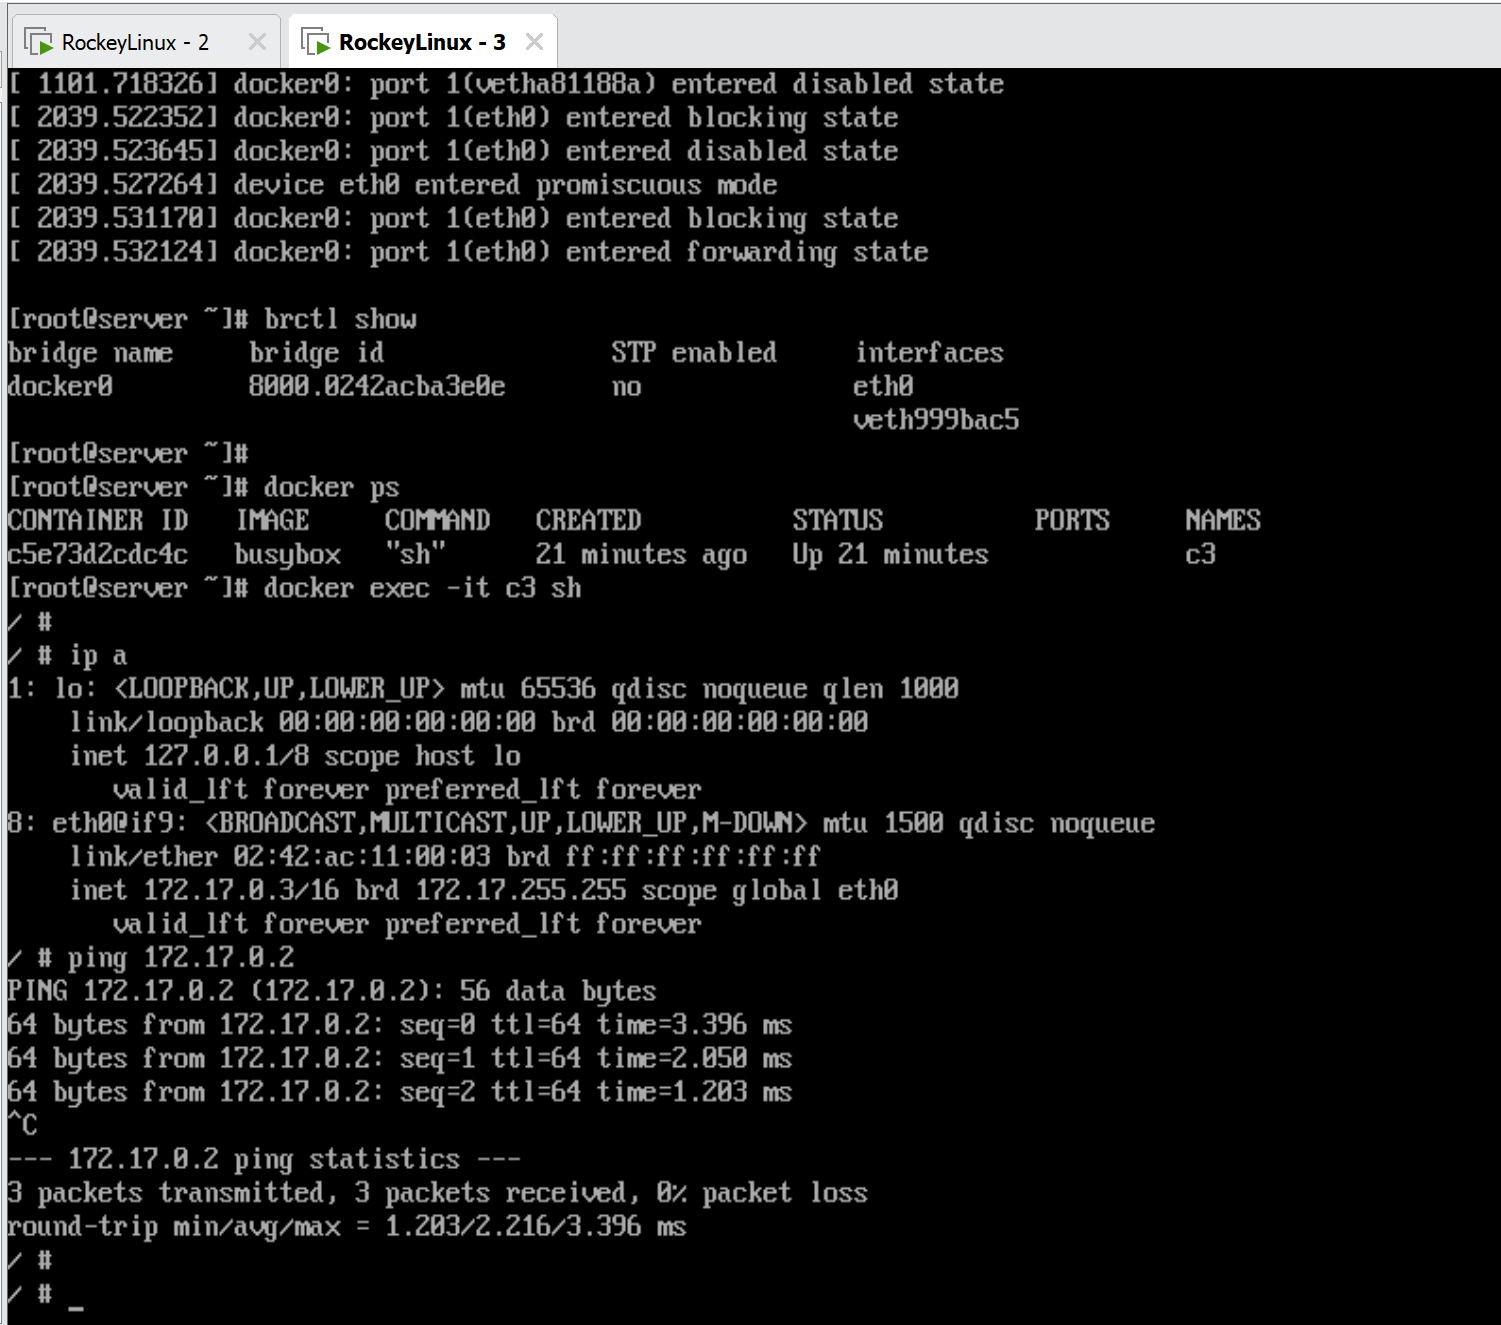 RockeyLinux - 2
RockeyLinux - 3
[ 1101.718326] docker0: port 1(vetha81188a) entered disabled state
[ 2039.522352] docker0: port 1(eth0) entered blocking state
[ 2039.523645] docker0: port 1(eth0) entered disabled state
[ 2039.527264] device eth0 entered promiscuous mode
[ 2039.531170] docker0: port 1(eth0) entered blocking state
[ 2039.532124] docker0: port 1(eth0) entered forwarding state
[root@server ~]# brctl show
bridge name     bridge id               STP enabled     interfaces
docker0         8000.0242acba3e0e       no              eth0
                                                        veth999bac5
[root@server ~]#
[root@server ~]# docker ps
CONTAINER ID   IMAGE     COMMAND   CREATED          STATUS          PORTS     NAMES
c5e73d2cdc4c   busybox   "sh"      21 minutes ago   Up 21 minutes             c3
[root@server ~]# docker exec -it c3 sh
/ #
/ # ip a
1: lo: <LOOPBACK,UP,LOWER_UP> mtu 65536 qdisc noqueue qlen 1000
    link/loopback 00:00:00:00:00:00 brd 00:00:00:00:00:00
    inet 127.0.0.1/8 scope host lo
       valid_lft forever preferred_lft forever
8: eth0@if9: <BROADCAST,MULTICAST,UP,LOWER_UP,M-DOWN> mtu 1500 qdisc noqueue
    link/ether 02:42:ac:11:00:03 brd ff:ff:ff:ff:ff:ff
    inet 172.17.0.3/16 brd 172.17.255.255 scope global eth0
       valid_lft forever preferred_lft forever
/ # ping 172.17.0.2
PING 172.17.0.2 (172.17.0.2): 56 data bytes
64 bytes from 172.17.0.2: seq=0 ttl=64 time=3.396 ms
64 bytes from 172.17.0.2: seq=1 ttl=64 time=2.050 ms
64 bytes from 172.17.0.2: seq=2 ttl=64 time=1.203 ms
^C
--- 172.17.0.2 ping statistics ---
3 packets transmitted, 3 packets received, 0% packet loss
round-trip min/avg/max = 1.203/2.216/3.396 ms
/ #
/ # _